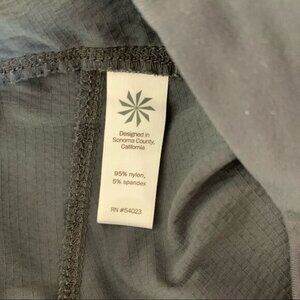 Designed in
Sonoma County,
California
95% nylon,
5% spandex
RN #54023